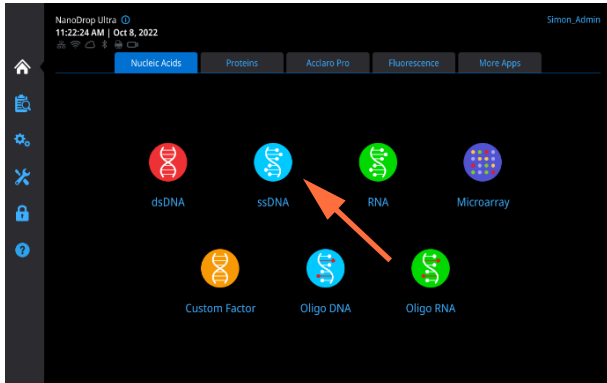 NanoDrop Ultra
Simon_Admin
11:22:24 AM | Oct 8, 2022
Nucleic Acids Proteins Acclaro Pro Fluorescence More Apps
dsDNA ssDNA RNA Microarray
Custom Factor Oligo DNA Oligo RNA